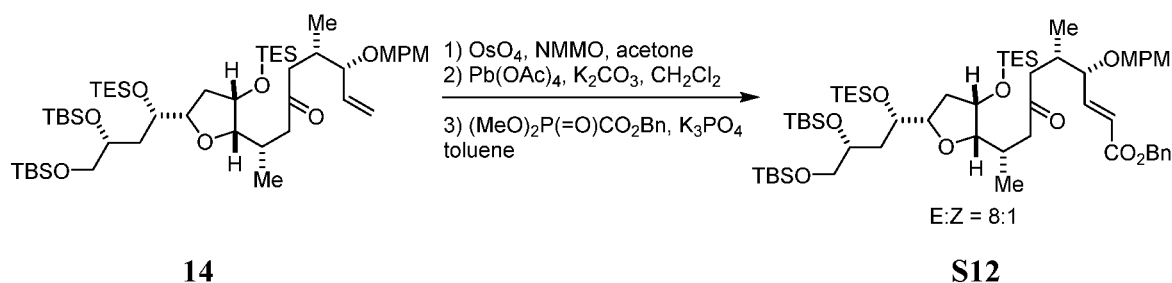 Me
TES
OMPM
H
O
TESO
TBSO
O
O
H
TBSO
Me
14
1) OsO4, NMMO, acetone
2) Pb(OAc)4, K2CO3, CH2Cl2
3) (MeO)2P(=O)CO2Bn, K3PO4
toluene
Me
TES
OMPM
H
O
TESO
TBSO
O
O
H
CO2Bn
TBSO
Me
E:Z = 8:1
S12